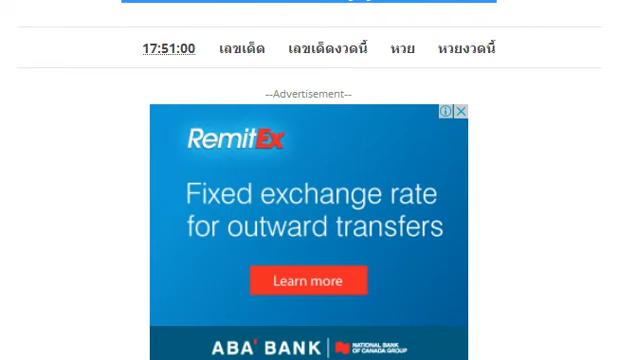 17:51:00 เลขเด็ด เลขเด็ดงวดนี้ หวย หวยงวดนี้
--Advertisement--
RemitEx
Fixed exchange rate
for outward transfers
Learn more
ABA' BANK NATIONAL BANK
OF CANADA GROUP